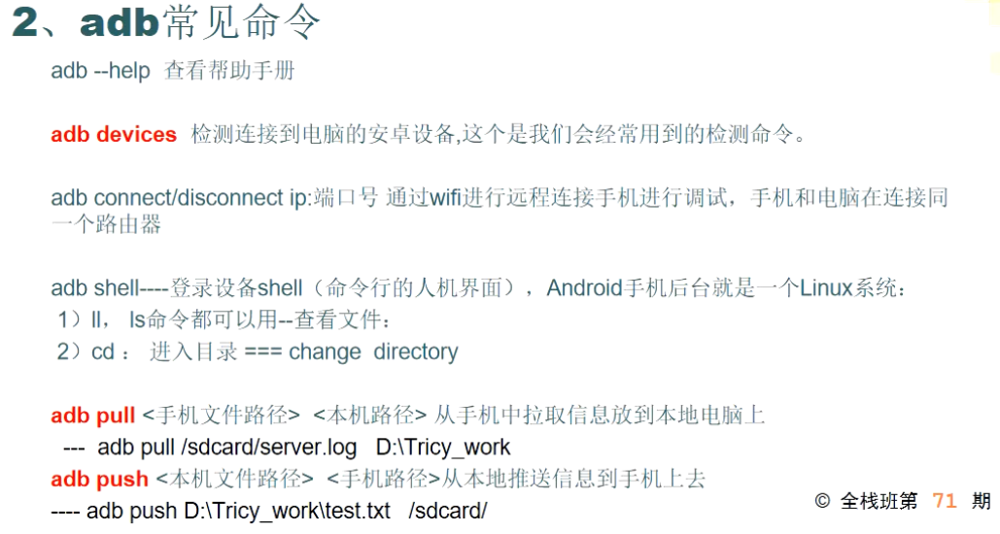 2、adb常见命令
adb --help 查看帮助手册
adb devices 检测连接到电脑的安卓设备,这个是我们会经常用到的检测命令。
adb connect/disconnect ip:端口号 通过wifi进行远程连接手机进行调试，手机和电脑在连接同
一个路由器
adb shell----登录设备shell（命令行的人机界面），Android手机后台就是一个Linux系统：
1）ll， ls命令都可以用--查看文件：
2）cd ： 进入目录 === change directory
adb pull <手机文件路径> <本机路径> 从手机中拉取信息放到本地电脑上
--- adb pull /sdcard/server.log D:\Tricy_work
adb push <本机文件路径> <手机路径>从本地推送信息到手机上去
---- adb push D:\Tricy_work\test.txt /sdcard/
© 全栈班第 71 期